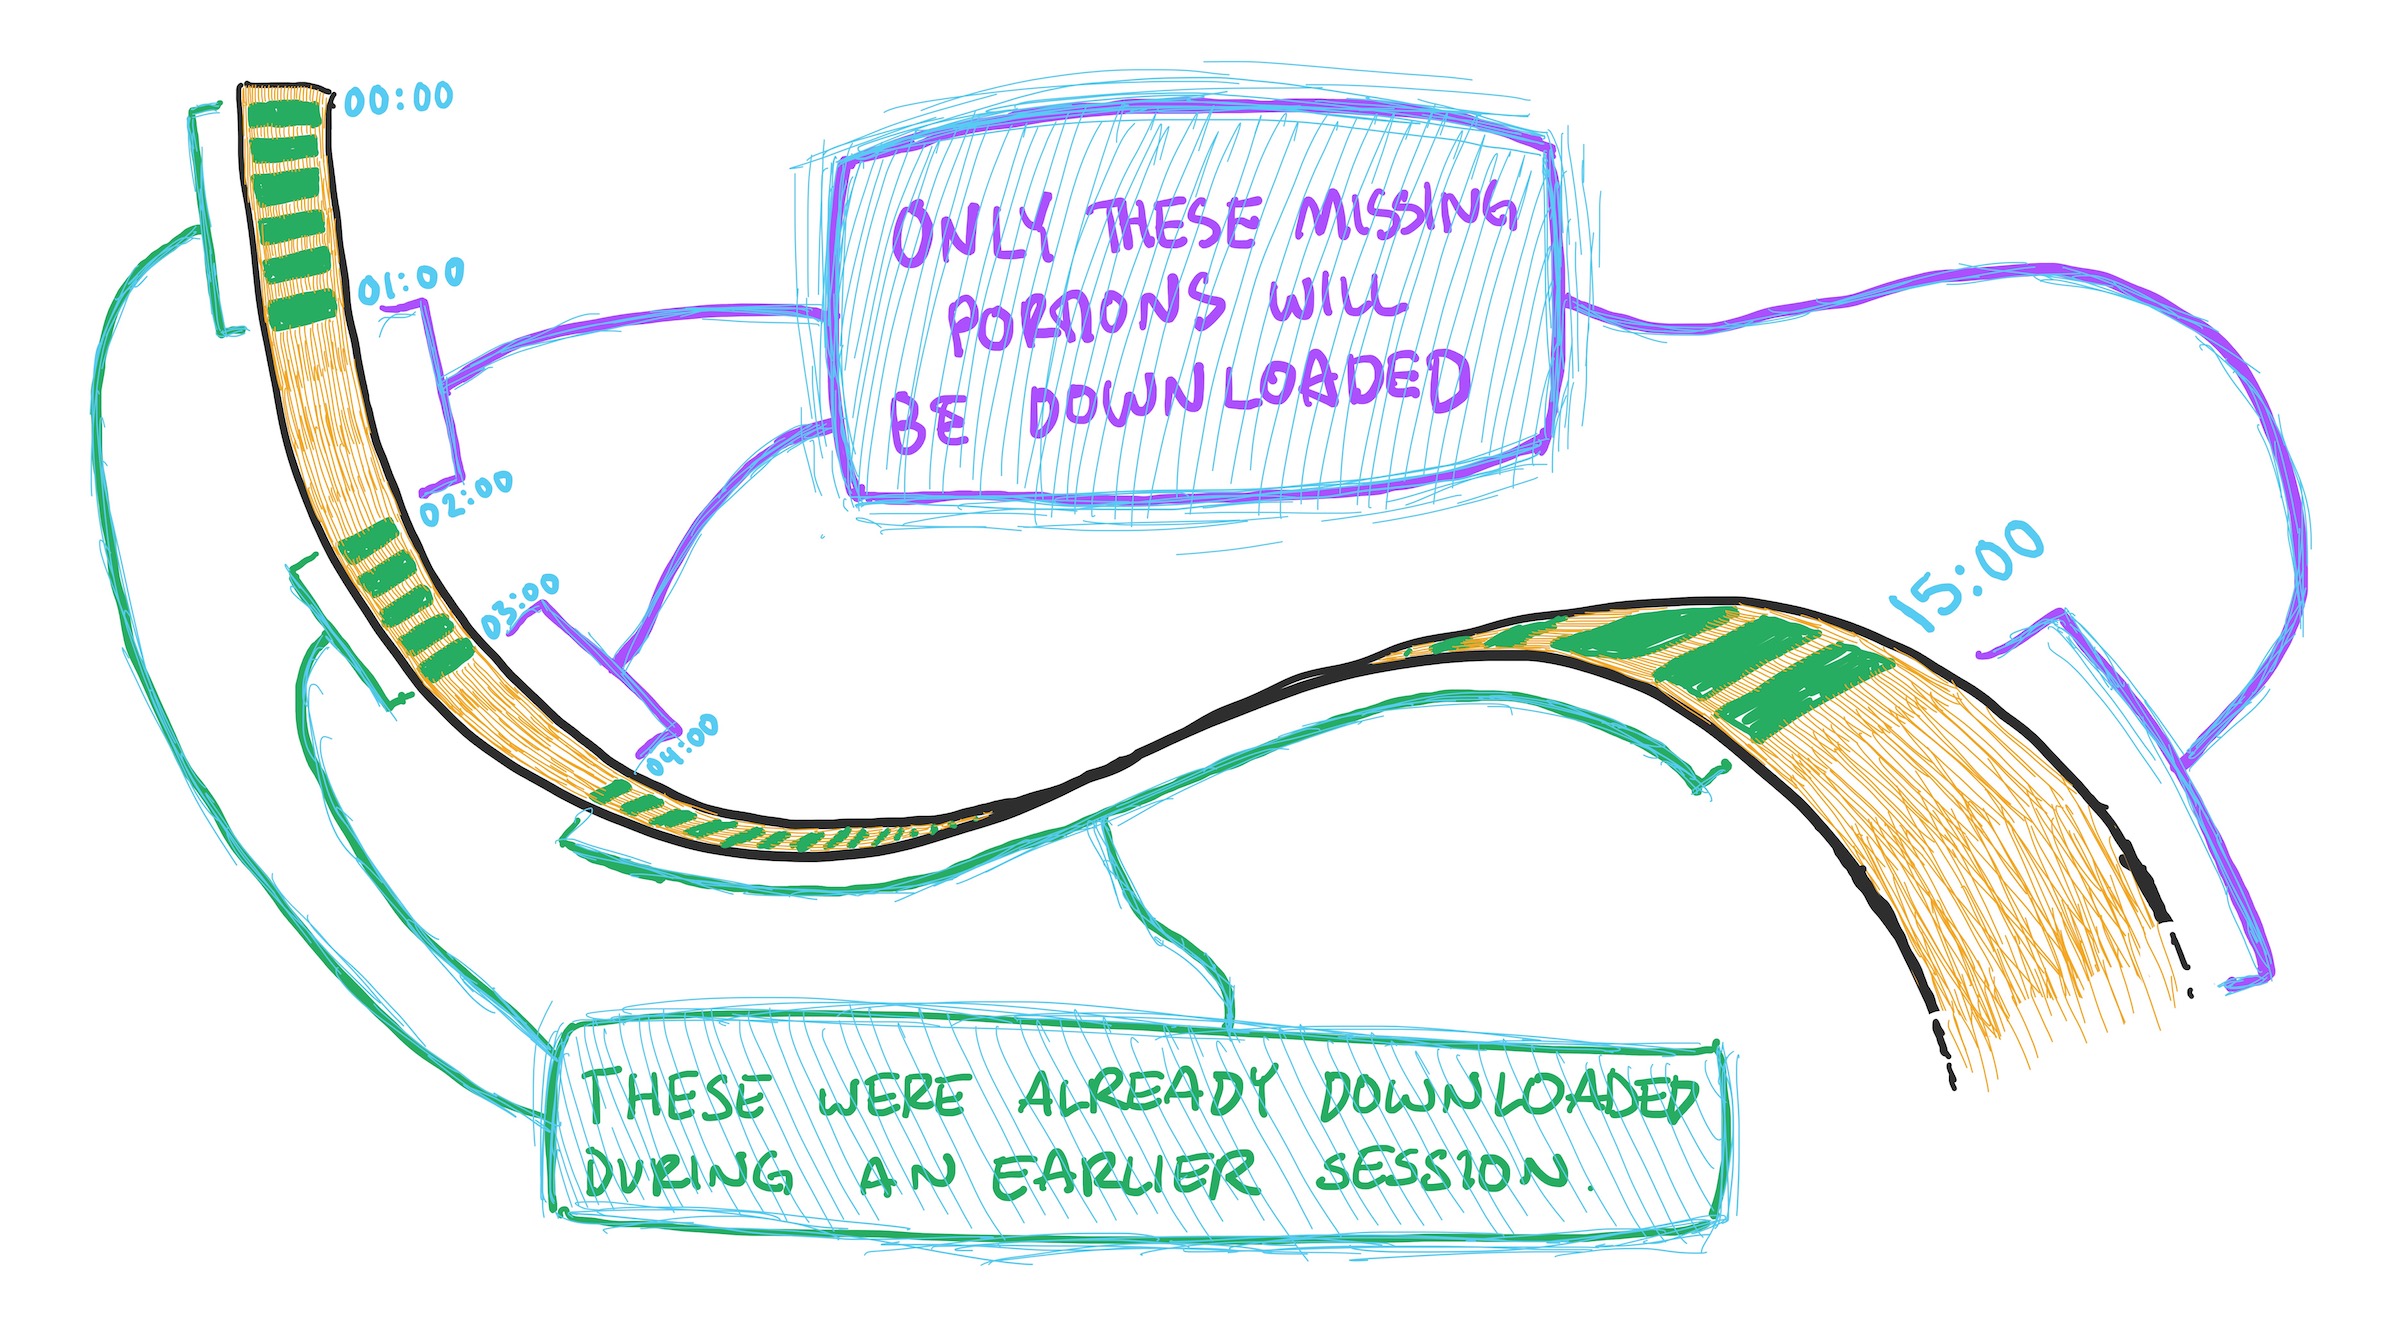 00:00
01:00
02:00
03:00
04:00
15:00
ONLY THESE MISSING
PORTIONS WILL
BE DOWNLOADED
THESE WERE ALREADY DOWNLOADED
DURING AN EARLIER SESSION.